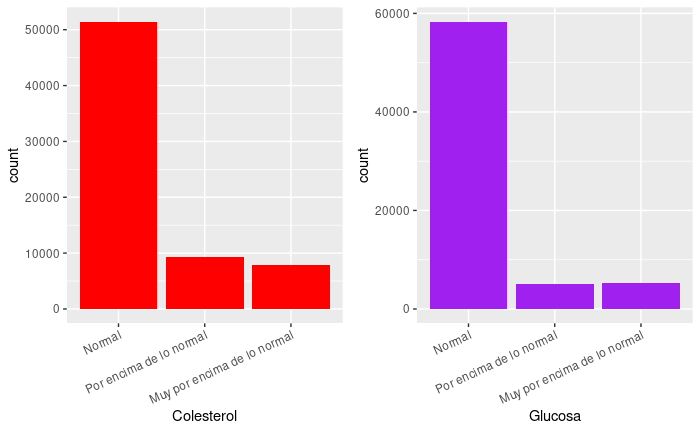 count
50000
40000
30000
20000
10000
0
Normal
Por encima de lo normal
Muy por encima de lo normal
Colesterol
count
60000
40000
20000
0
Normal
Por encima de lo normal
Muy por encima de lo normal
Glucosa